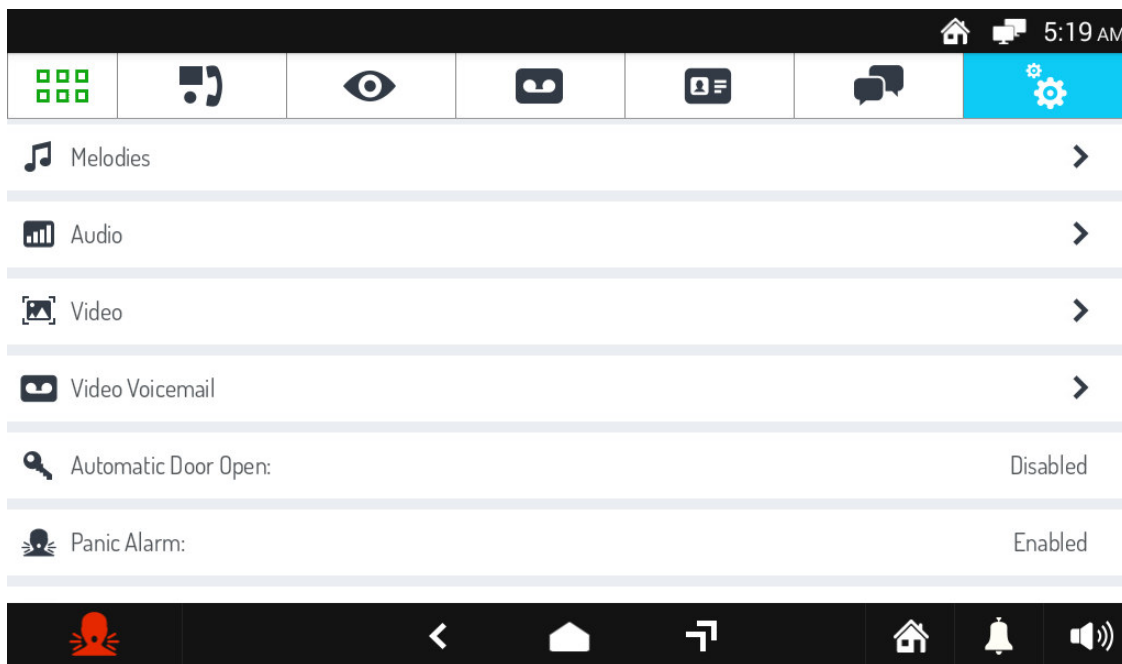 5:19 AM
Melodies
Audio
Video
Video Voicemail
Automatic Door Open: Disabled
Panic Alarm: Enabled